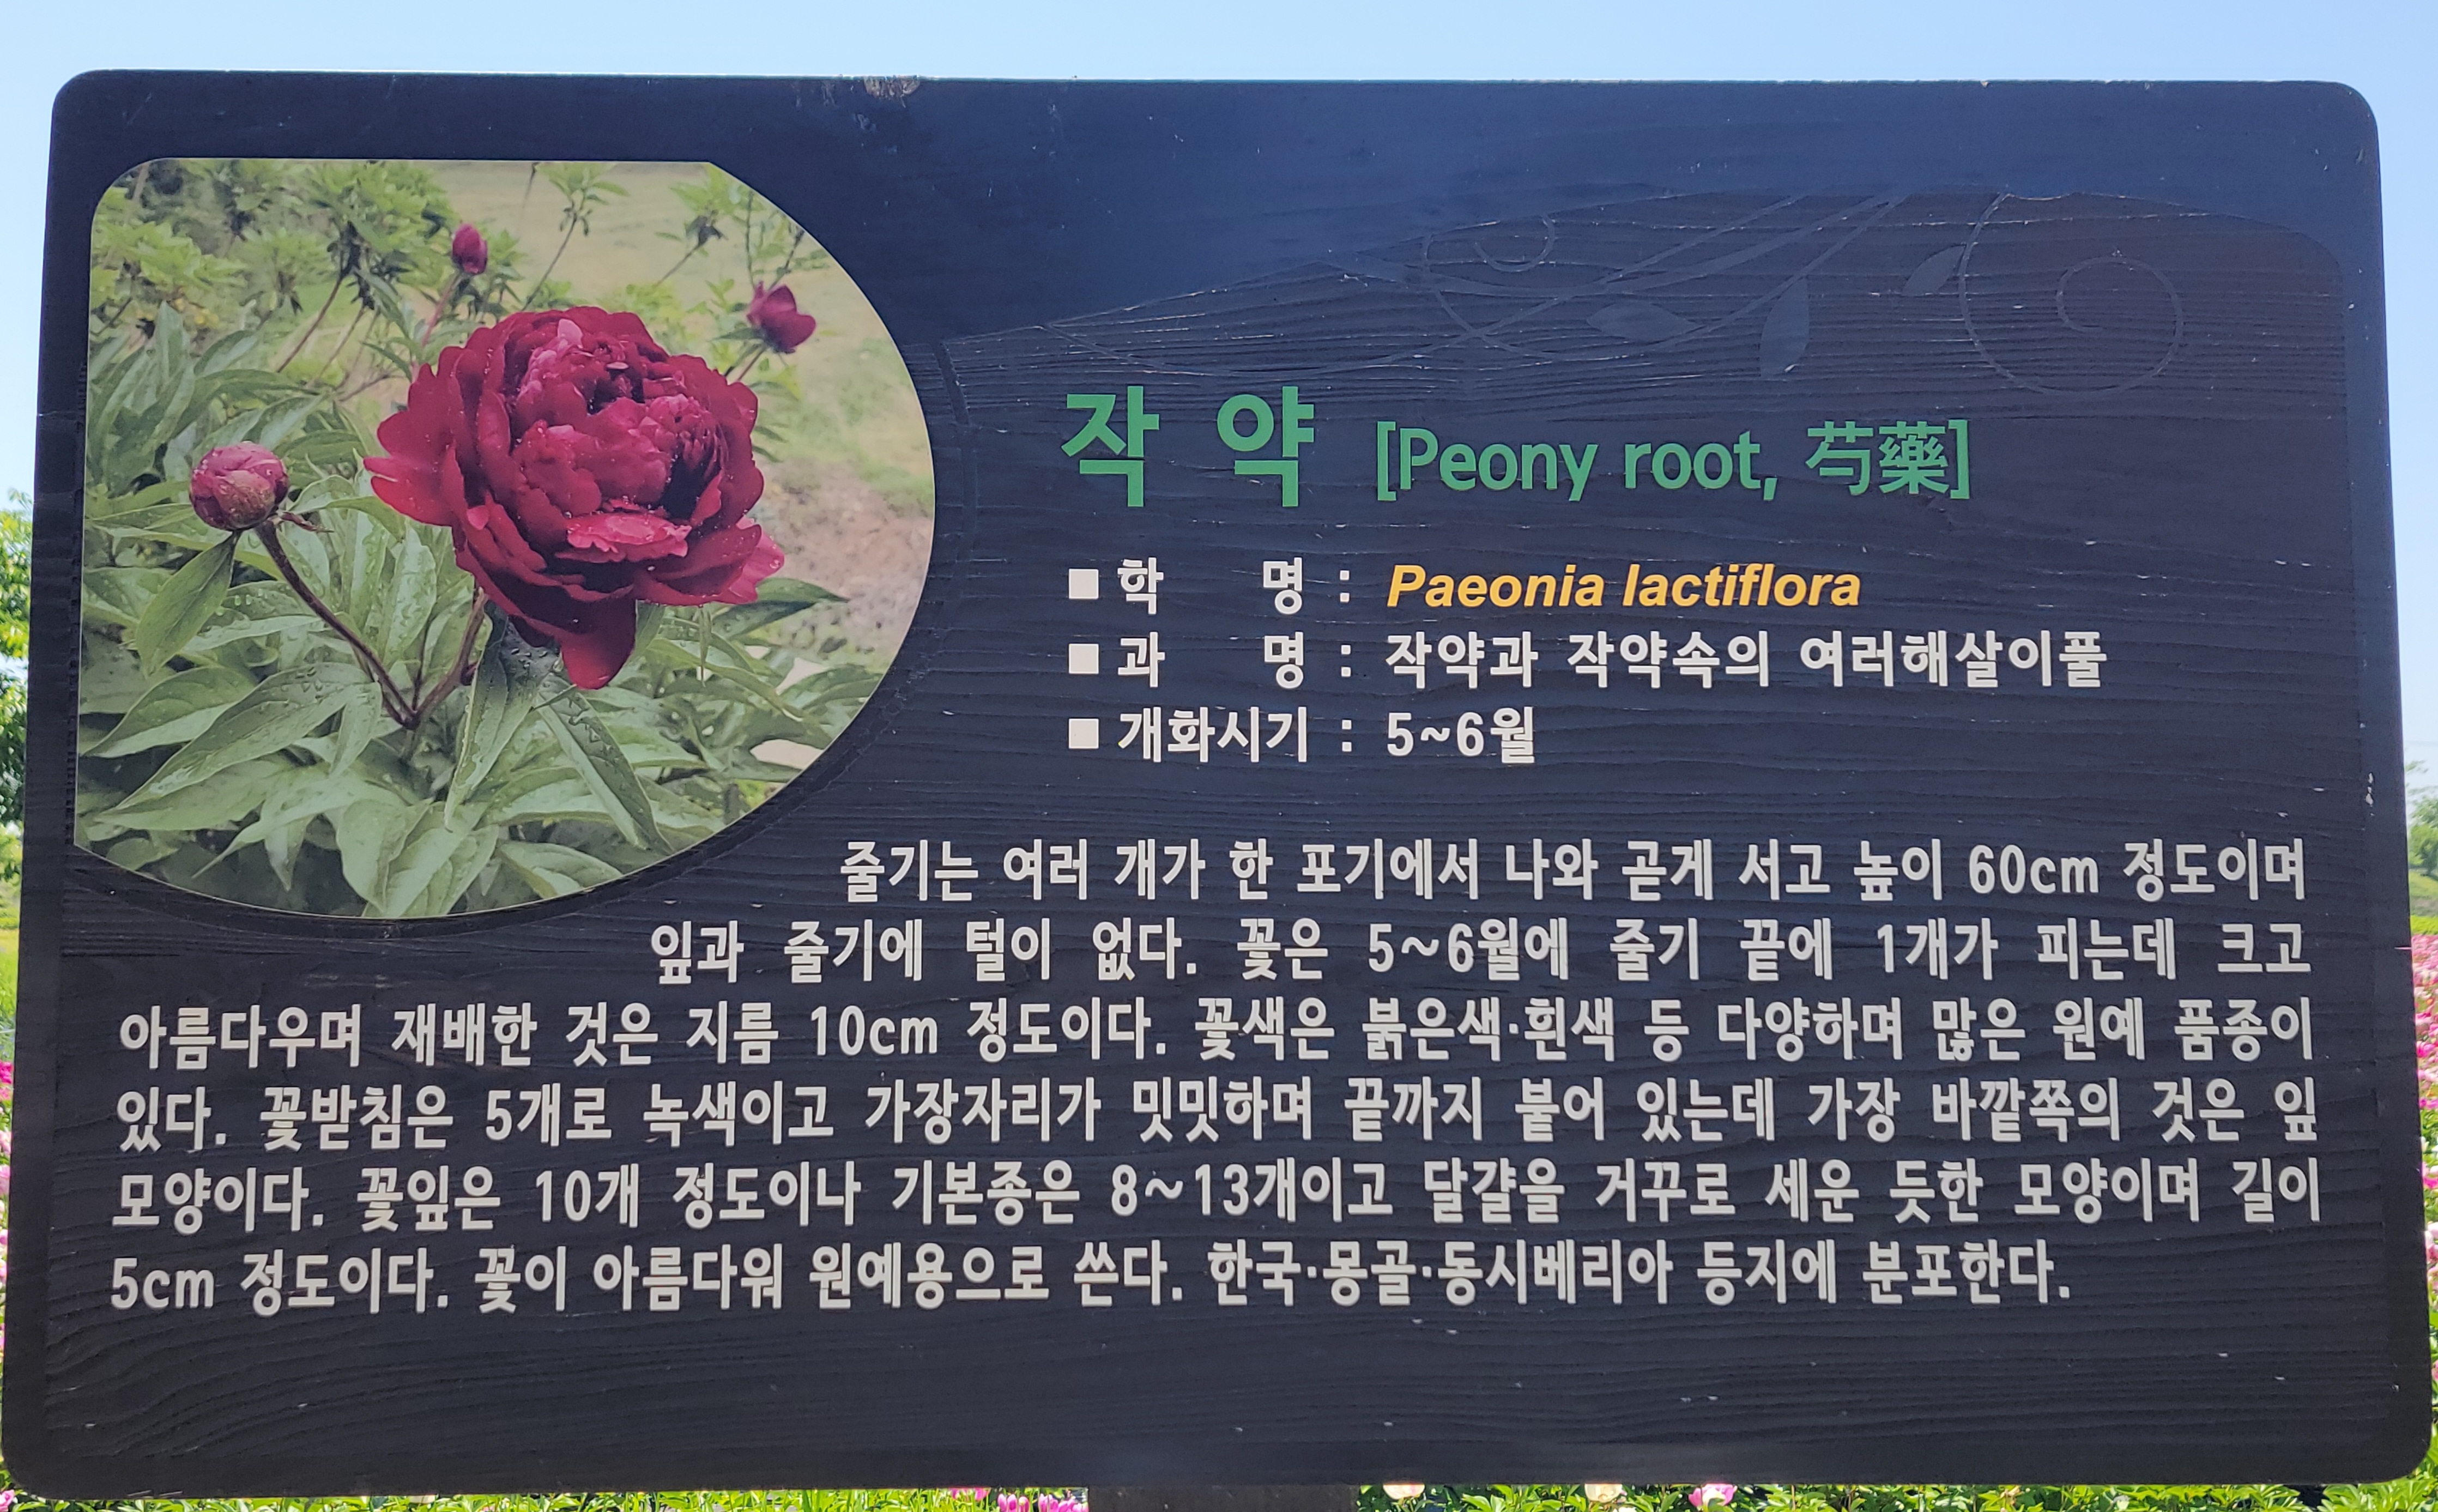 작 약 [Peony root, 芍藥]
■ 학 명 : Paeonia lactiflora
■ 과 명 : 작약과 작약속의 여러해살이풀
■ 개화시기 : 5~6월
줄기는 여러 개가 한 포기에서 나와 곧게 서고 높이 60cm 정도이며
잎과 줄기에 털이 없다. 꽃은 5~6월에 줄기 끝에 1개가 피는데 크고
아름다우며 재배한 것은 지름 10cm 정도이다. 꽃색은 붉은색·흰색 등 다양하며 많은 원예 품종이
있다. 꽃받침은 5개로 녹색이고 가장자리가 밋밋하며 끝까지 붙어 있는데 가장 바깥쪽의 것은 잎
모양이다. 꽃잎은 10개 정도이나 기본종은 8~13개이고 달걀을 거꾸로 세운 듯한 모양이며 길이
5cm 정도이다. 꽃이 아름다워 원예용으로 쓴다. 한국·몽골·동시베리아 등지에 분포한다.